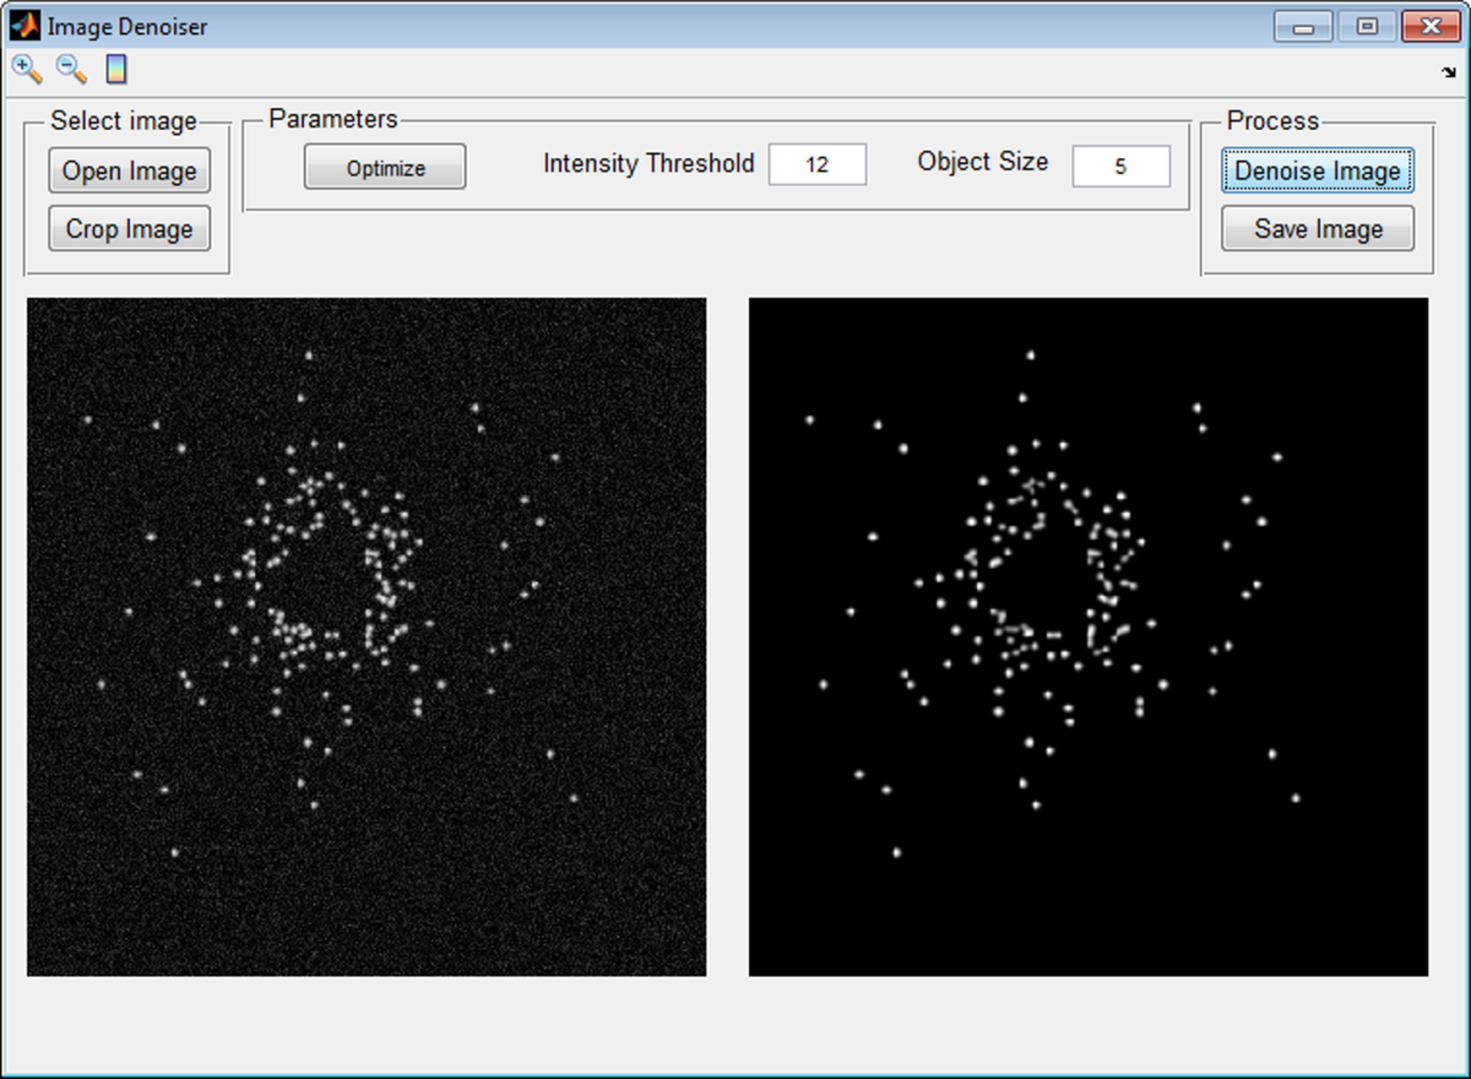 Image Denoiser
Select image
Open Image
Crop Image
Parameters
Optimize
Intensity Threshold
12
Object Size
5
Process
Denoise Image
Save Image